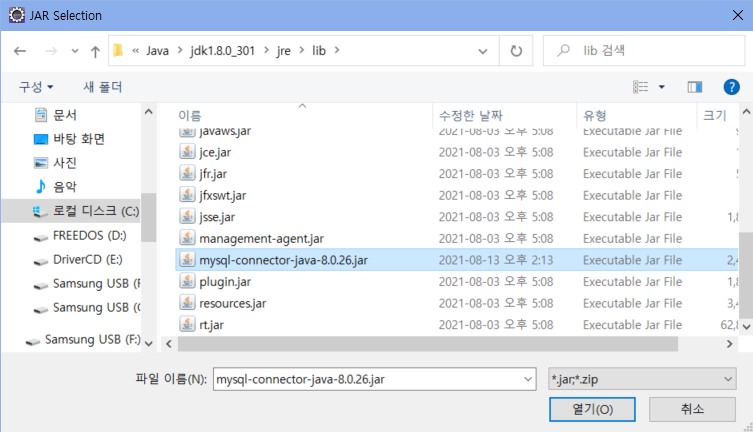 JAR Selection
« Java › jdk1.8.0_301 › jre › lib ›
lib 검색
구성 새 폴더
문서
바탕 화면
사진
음악
로컬 디스크 (C:)
FREEDOS (D:)
DriverCD (E:)
Samsung USB (F
Samsung USB (G
Samsung USB (F:)
이름 수정한 날짜 유형 크기
javaws.jar 2021-08-03 오후 5:08 Executable Jar File
jce.jar 2021-08-03 오후 5:08 Executable Jar File
jfr.jar 2021-08-03 오후 5:08 Executable Jar File
jfxswt.jar 2021-08-03 오후 5:08 Executable Jar File
jsse.jar 2021-08-03 오후 5:08 Executable Jar File 1,8
management-agent.jar 2021-08-03 오후 5:08 Executable Jar File
mysql-connector-java-8.0.26.jar 2021-08-13 오후 2:13 Executable Jar File 2,4
plugin.jar 2021-08-03 오후 5:08 Executable Jar File 1,8
resources.jar 2021-08-03 오후 5:08 Executable Jar File 3,4
rt.jar 2021-08-03 오후 5:08 Executable Jar File 62,8
파일 이름(N): mysql-connector-java-8.0.26.jar *.jar;*.zip
열기(O) 취소